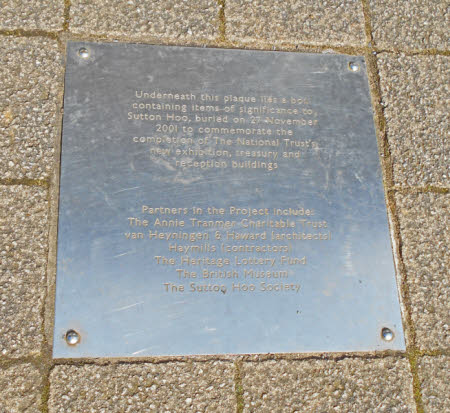 Underneath this plaque lies a box
containing items of significance to
Sutton Hoo, buried on 27 November
2001 to commemorate the
completion of The National Trust's
new exhibition, treasury and
reception buildings
Partners in the Project include:
The Annie Tranmer Charitable Trust
van Heyningen & Haward (architects)
Haymills (contractors)
The Heritage Lottery Fund
The British Museum
The Sutton Hoo Society